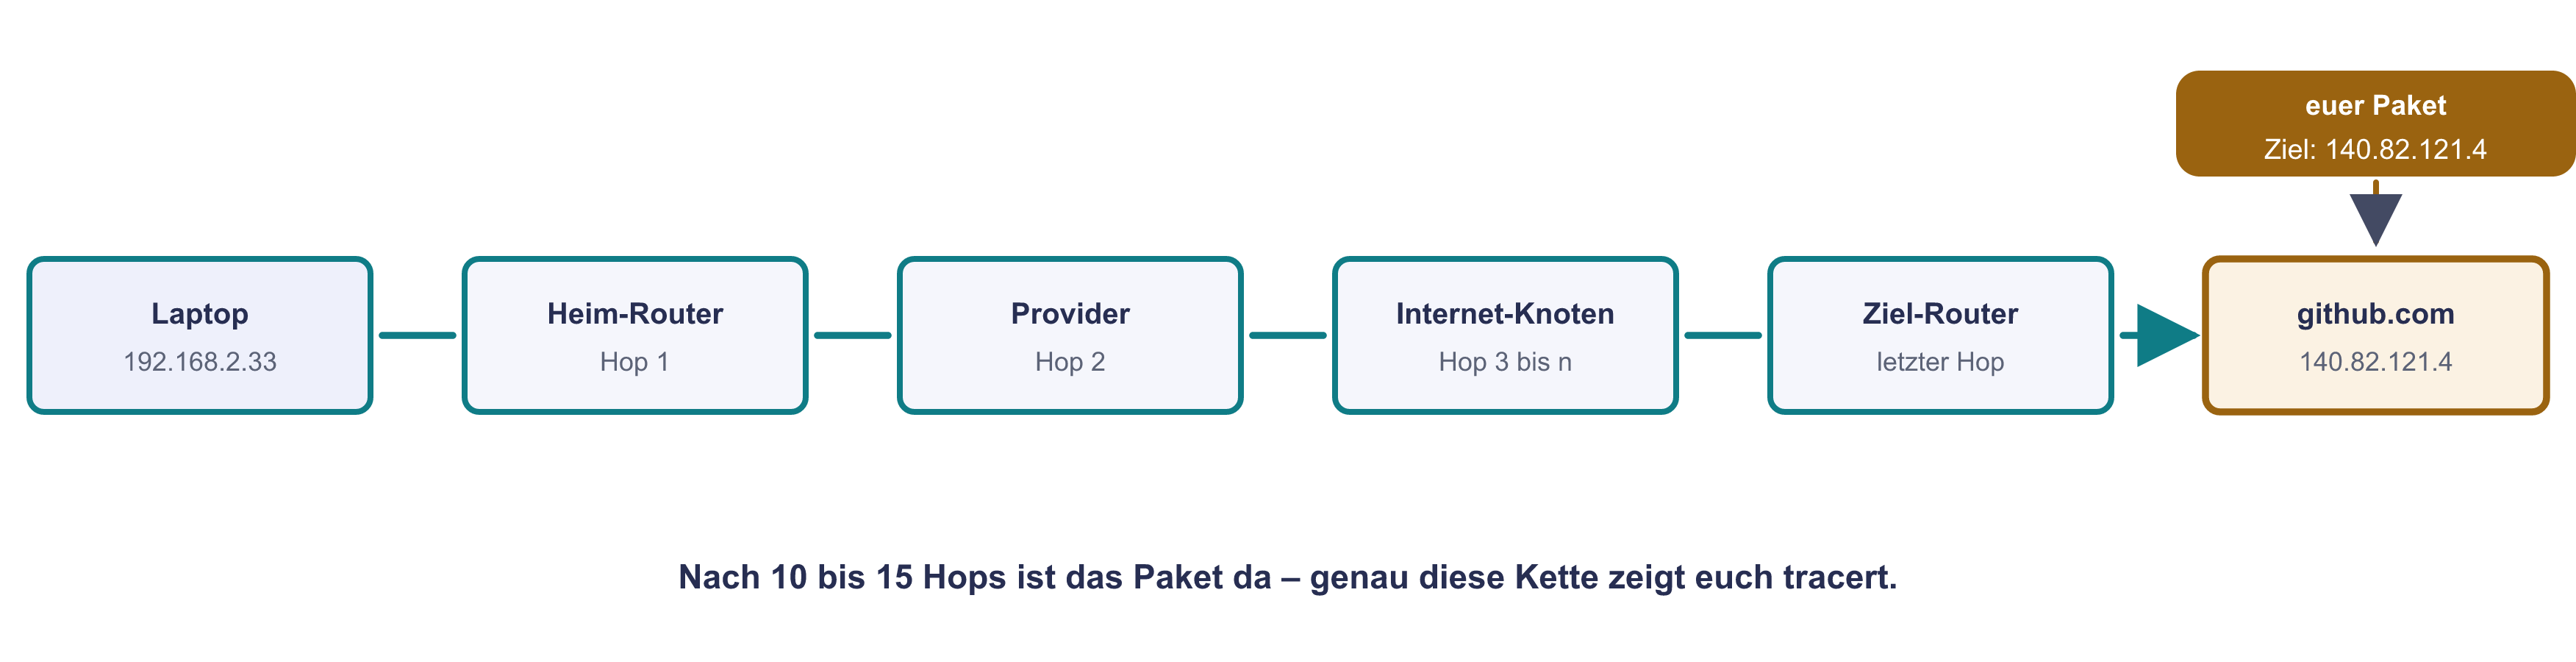 euer Paket
Ziel: 140.82.121.4
Laptop
192.168.2.33
Heim-Router
Hop 1
Provider
Hop 2
Internet-Knoten
Hop 3 bis n
Ziel-Router
letzter Hop
github.com
140.82.121.4
Nach 10 bis 15 Hops ist das Paket da – genau diese Kette zeigt euch tracert.